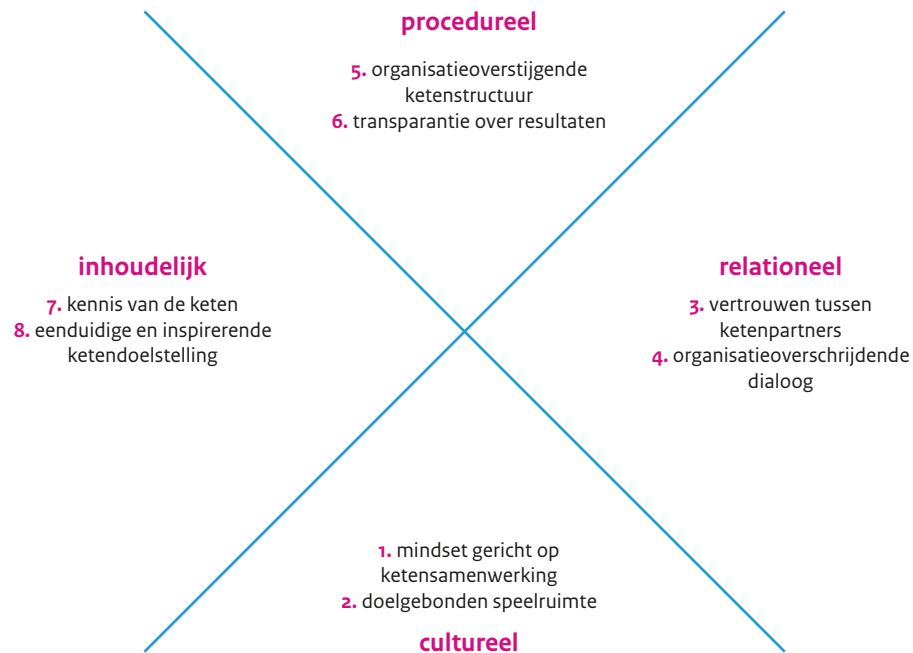 procedureel
5. organisatieoverstijgende
ketenstructuur
6. transparantie over resultaten
inhoudelijk
7. kennis van de keten
8. eenduidige en inspirerende
ketendoelstelling
relationeel
3. vertrouwen tussen
ketenpartners
4. organisatieoverschrijdende
dialoog
1. mindset gericht op
ketensamenwerking
2. doelgebonden speelruimte
cultureel